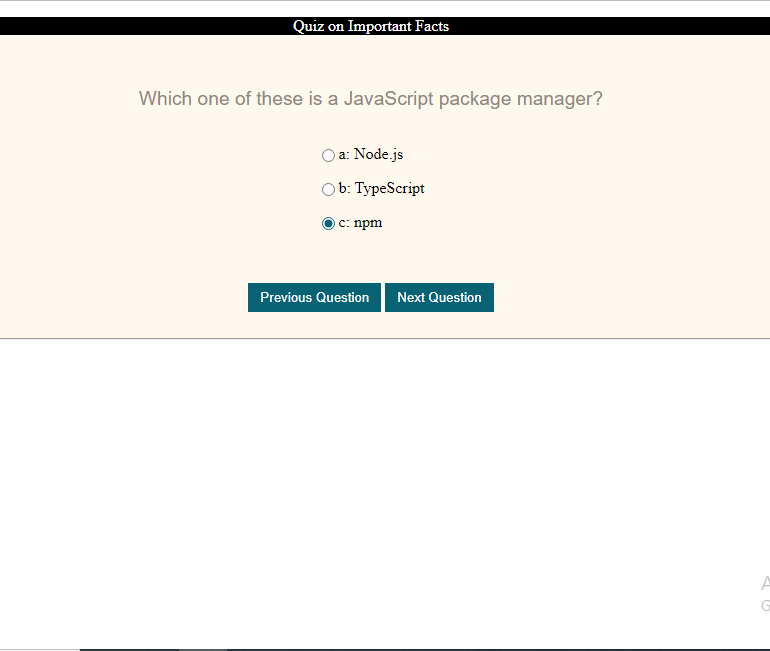 Quiz on Important Facts
Which one of these is a JavaScript package manager?
a: Node.js
b: TypeScript
c: npm
Previous Question Next Question